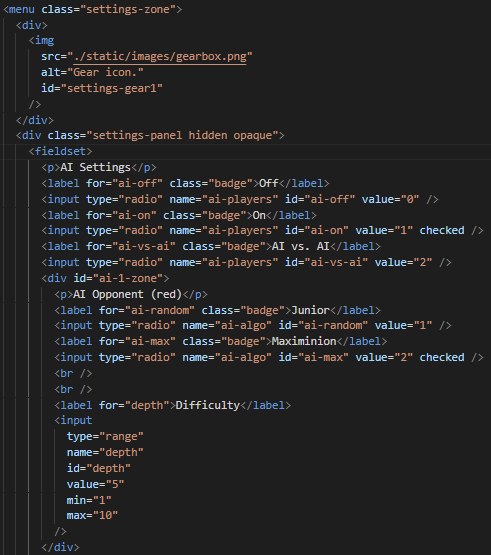 <menu class="settings-zone">
<div>
<img
src="./static/images/gearbox.png"
alt="Gear icon."
id="settings-gear1"
/>
</div>
<div class="settings-panel hidden opaque">
<fieldset>
<p>AI Settings</p>
<label for="ai-off" class="badge">Off</label>
<input type="radio" name="ai-players" id="ai-off" value="0" />
<label for="ai-on" class="badge">On</label>
<input type="radio" name="ai-players" id="ai-on" value="1" checked />
<label for="ai-vs-ai" class="badge">AI vs. AI</label>
<input type="radio" name="ai-players" id="ai-vs-ai" value="2" />
<div id="ai-1-zone">
<p>AI Opponent (red)</p>
<label for="ai-random" class="badge">Junior</label>
<input type="radio" name="ai-algo" id="ai-random" value="1" />
<label for="ai-max" class="badge">Maximinion</label>
<input type="radio" name="ai-algo" id="ai-max" value="2" checked />
<br />
<br />
<label for="depth">Difficulty</label>
<input
type="range"
name="depth"
id="depth"
value="5"
min="1"
max="10"
/>
</div>